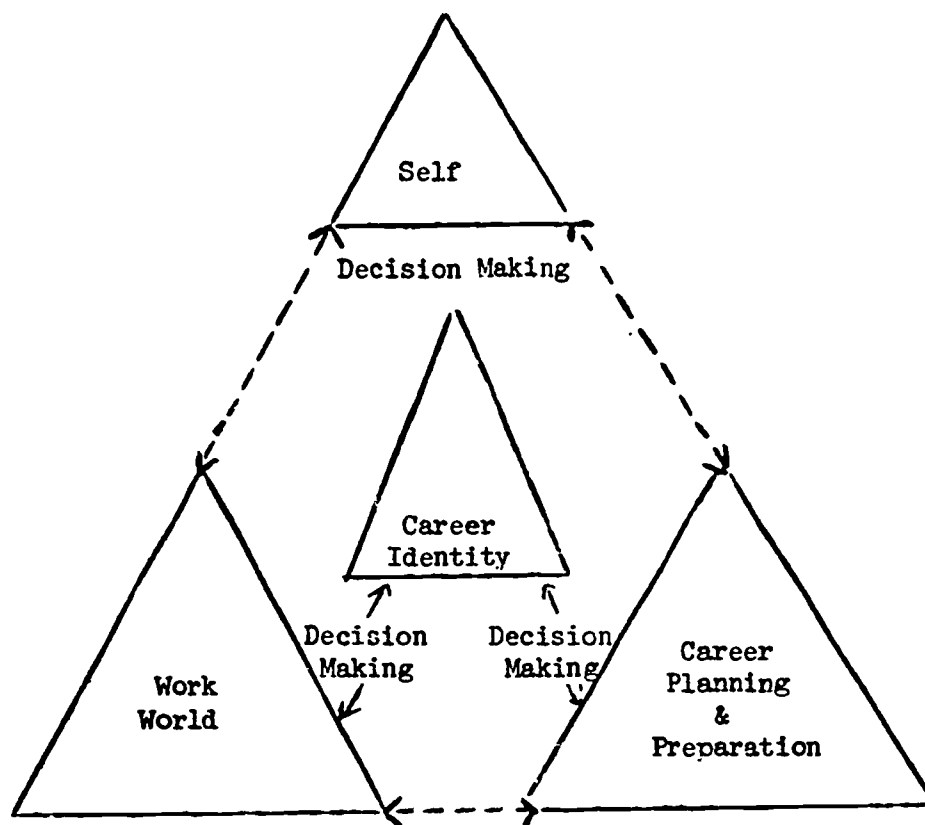 Self
Decision Making
Career
Identity
Decision
Making
Decision
Making
Work
World
Career
Planning
&
Preparation